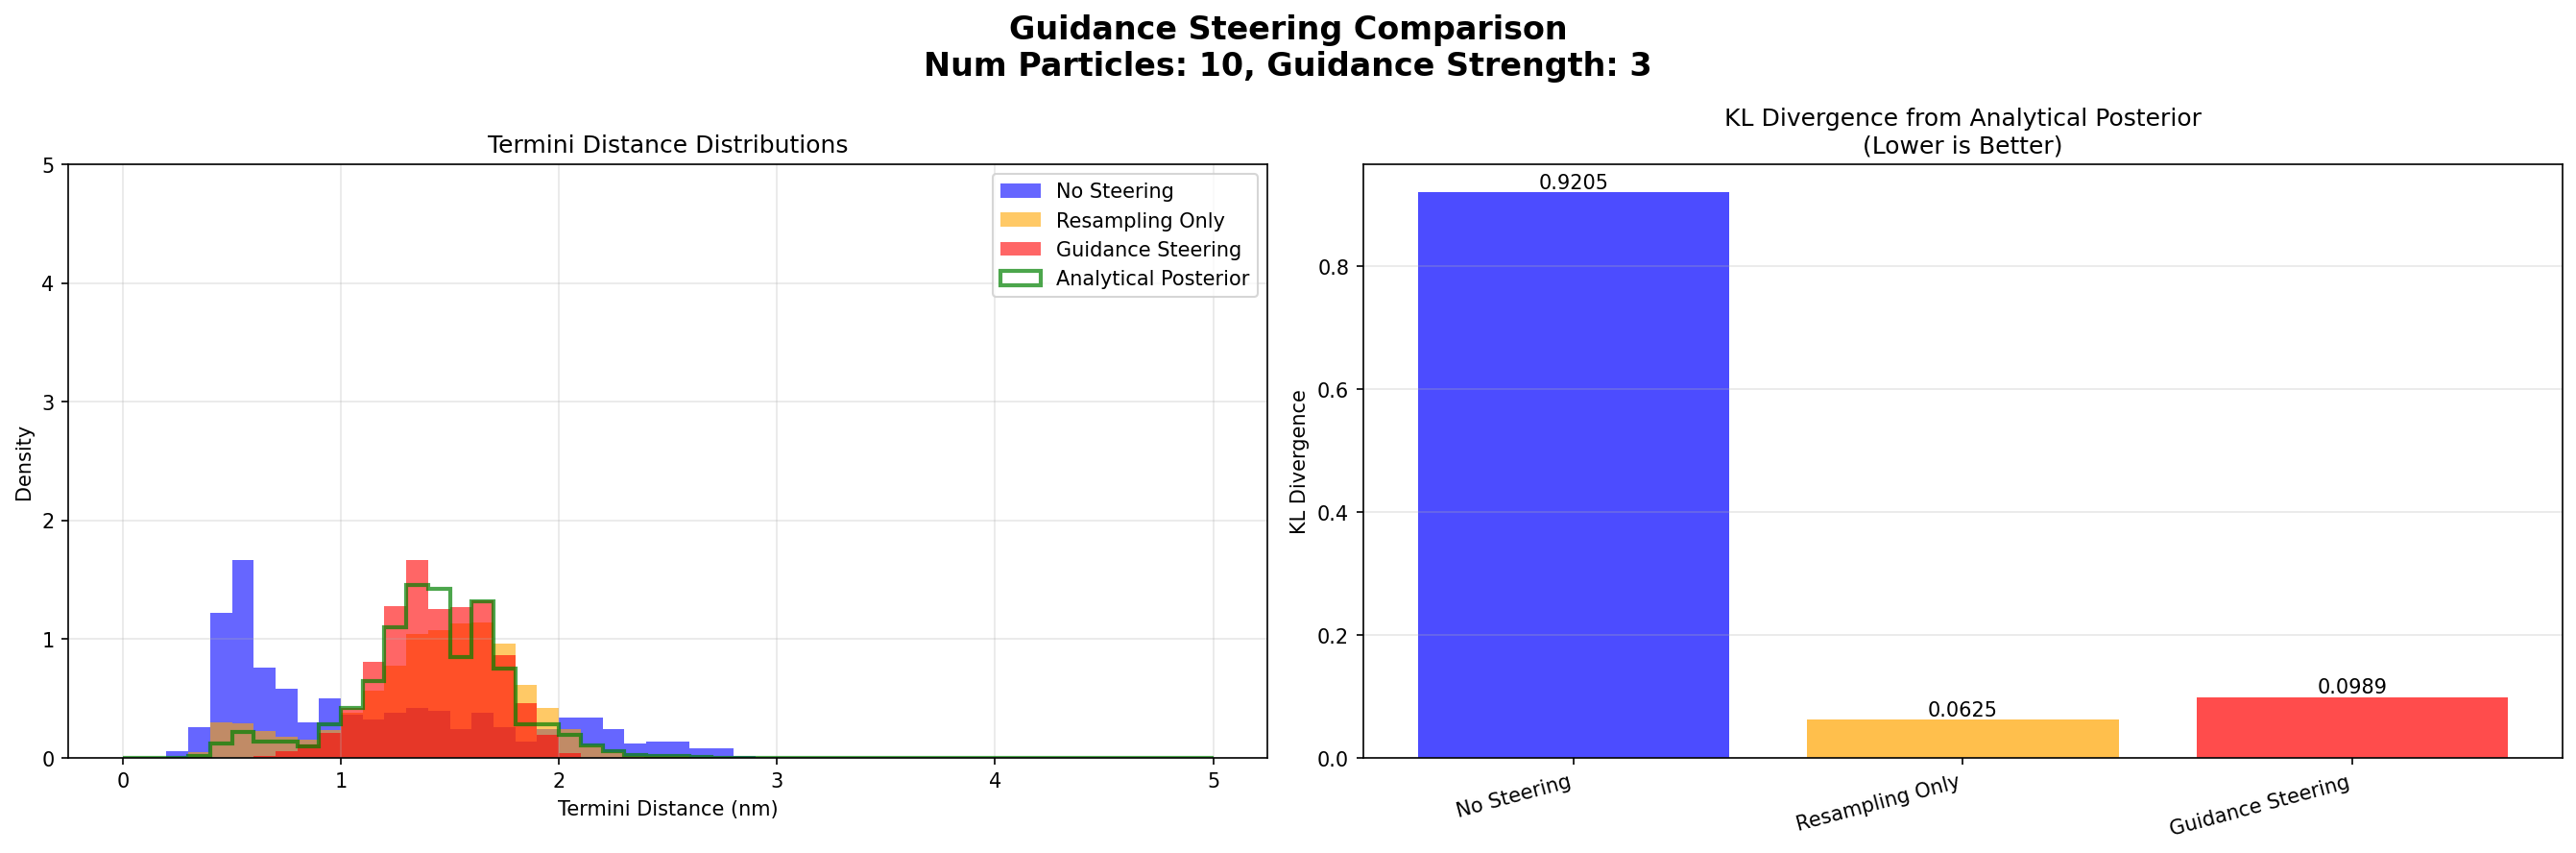 Guidance Steering Comparison
Num Particles: 10, Guidance Strength: 3
Termini Distance Distributions
5
4
3
2
1
0
Density
0
1
2
3
4
5
Termini Distance (nm)
No Steering
Resampling Only
Guidance Steering
Analytical Posterior
KL Divergence from Analytical Posterior
(Lower is Better)
0.8
0.6
0.4
0.2
0.0
KL Divergence
0.9205
0.0625
0.0989
No Steering
Resampling Only
Guidance Steering